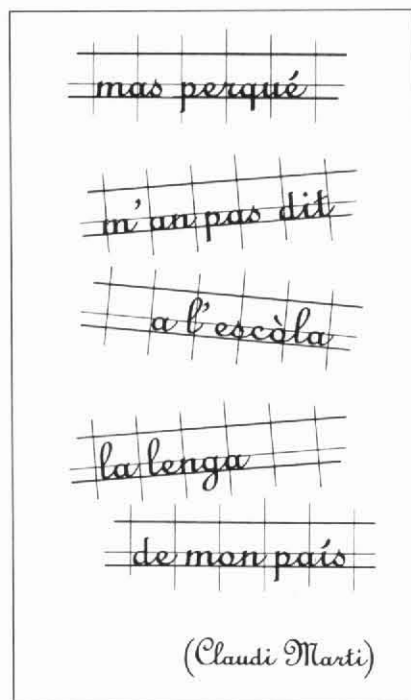 mas perqué
m'an pas dit
a l'escòla
la lenga
de mon país
(Claudi Marti)